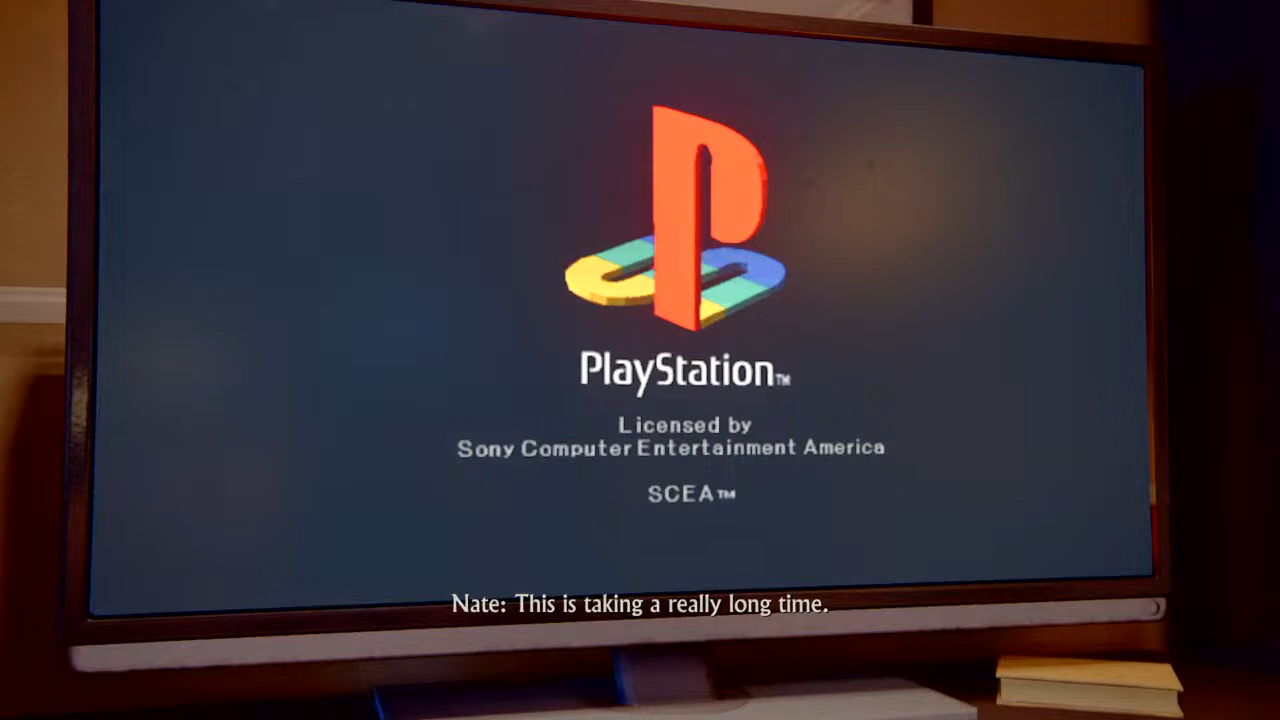 PlayStation™
Licensed by
Sony Computer Entertainment America
SCEA™
Nate: This is taking a really long time.